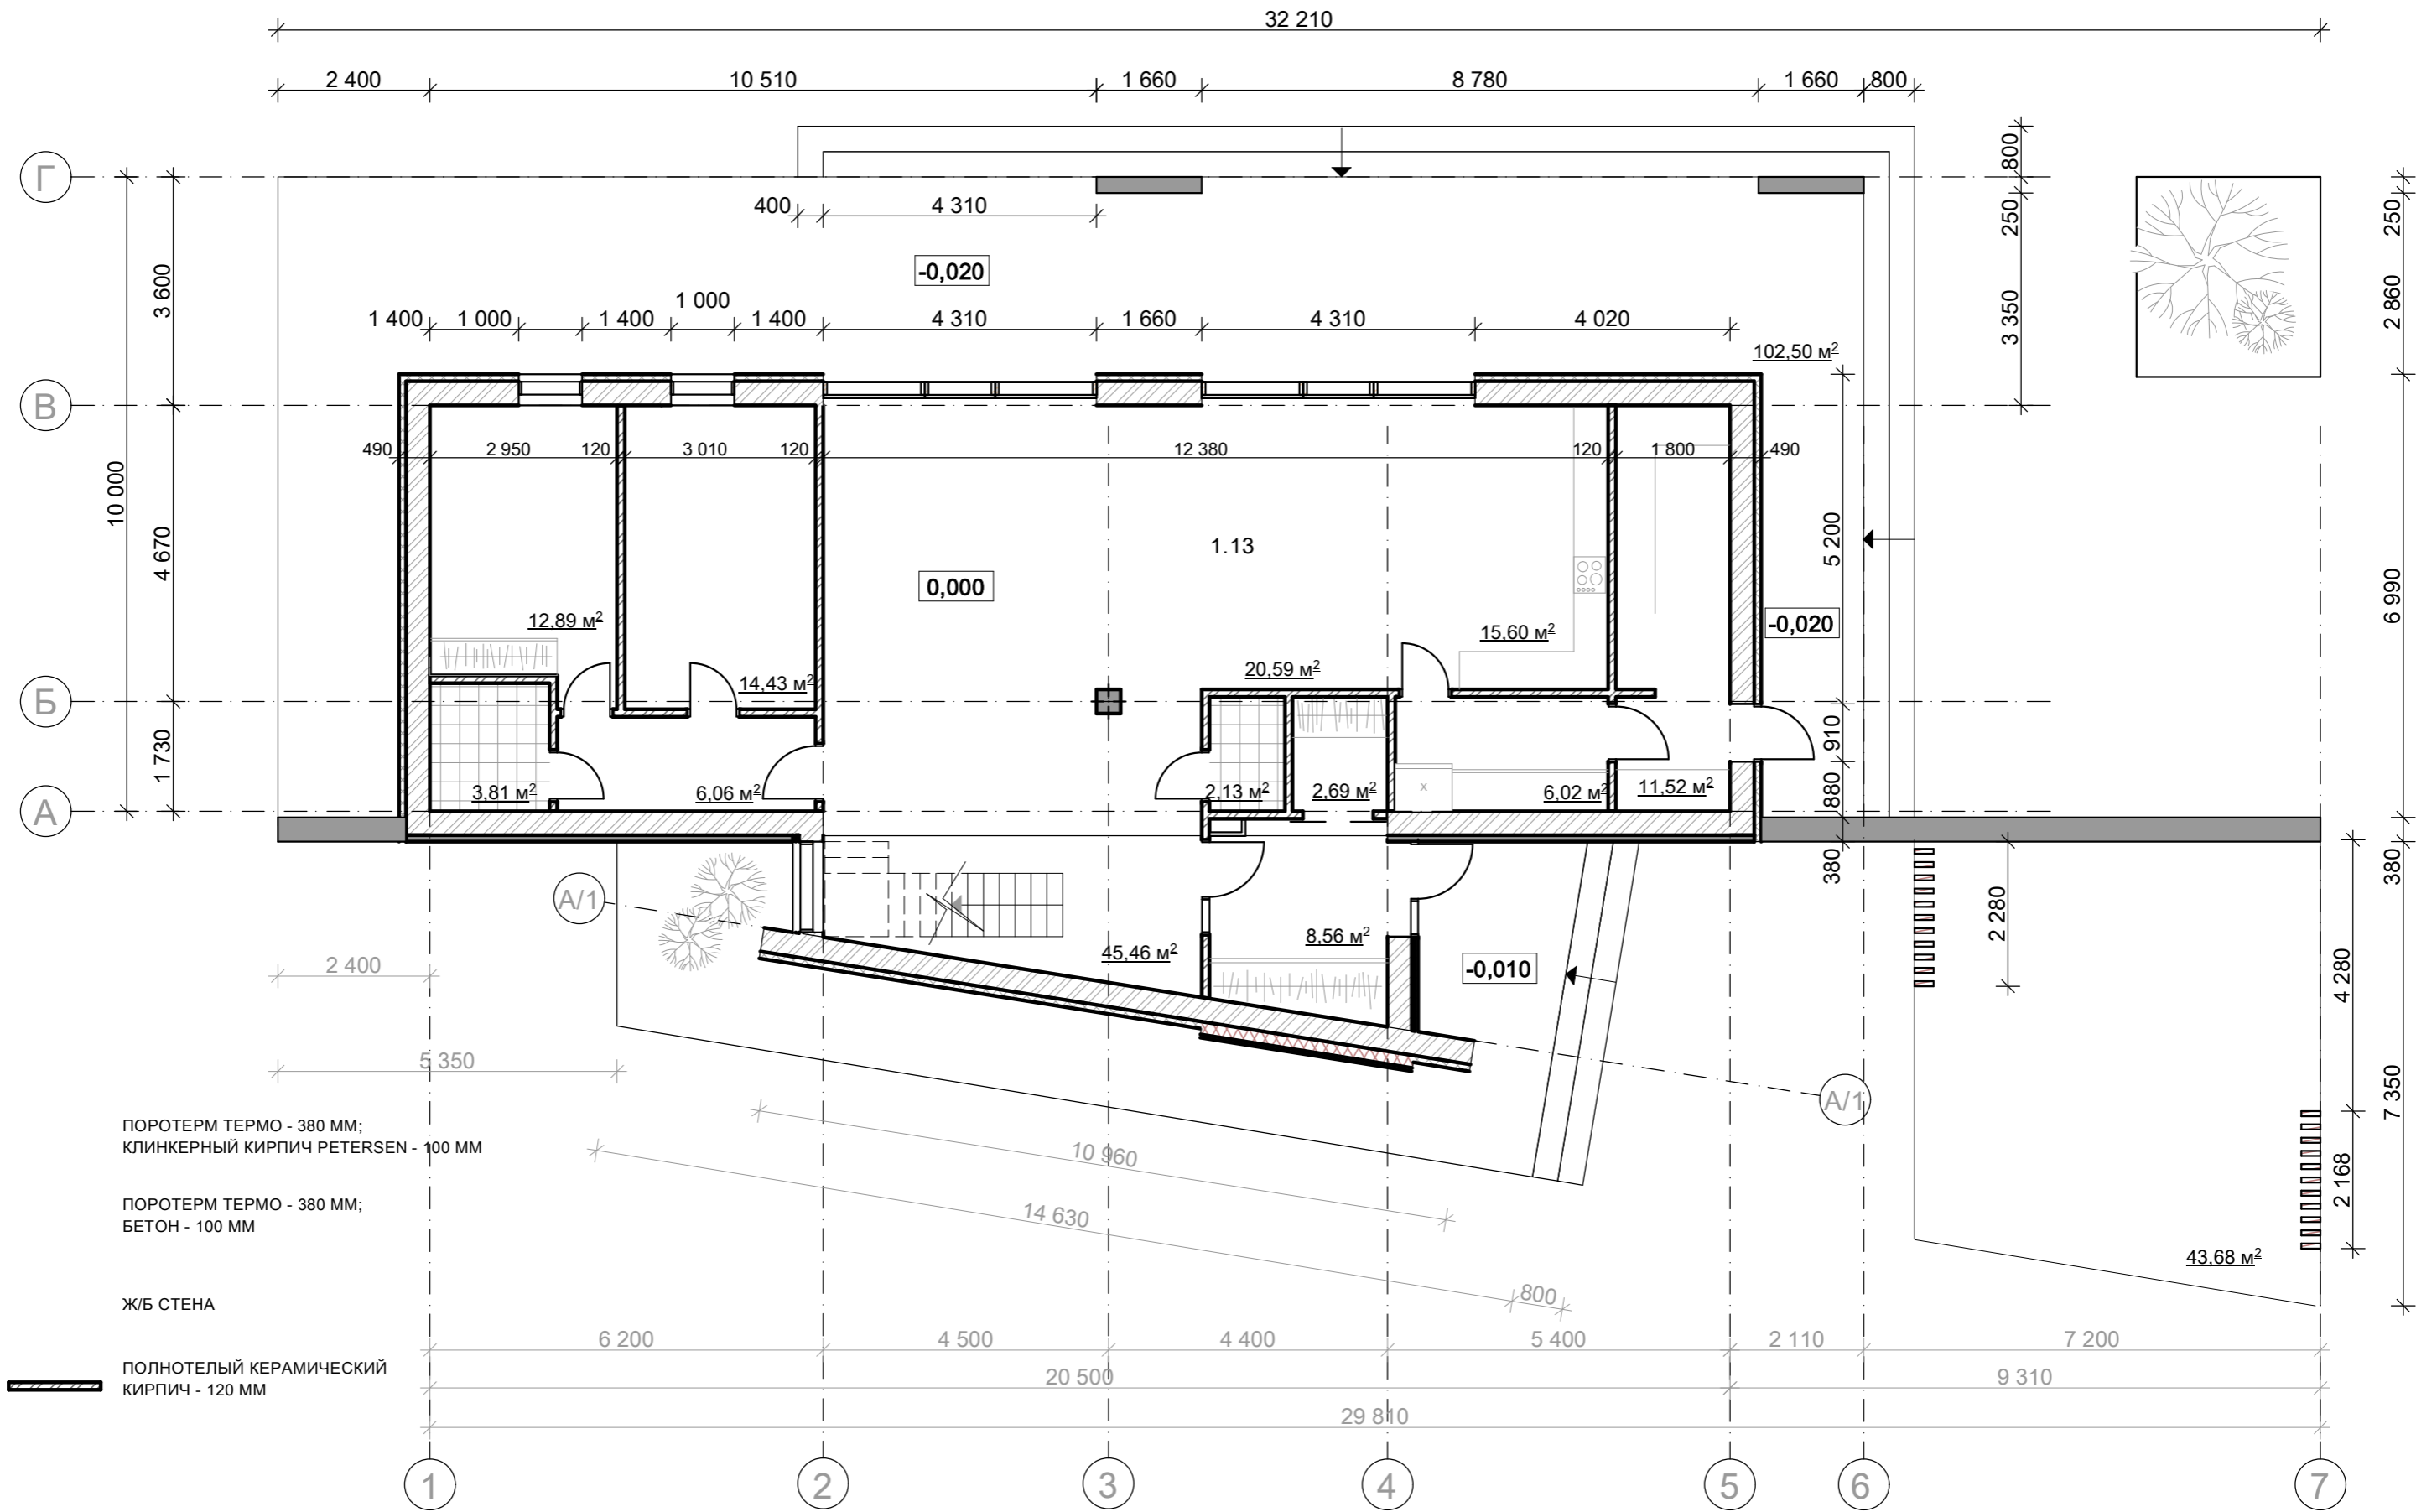 32 210
2 400
10 510
1 660
8 780
1 660
800
800
Г
400
4 310
250
250
-0,020
3 600
1 000
3 350
2 860
1 400
1 000
1 400
1 400
4 310
1 660
4 310
4 020
102,50 м²
В
490
2 950
120
3 010
120
12 380
120
1 800
490
10 000
4 670
1.13
5 200
0,000
6 990
12,89 м²
15,60 м²
-0,020
20,59 м²
14,43 м²
Б
1 730
910
3,81 м²
6,06 м²
2,13 м²
2,69 м²
х
6,02 м²
11,52 м²
880
А
380
380
А/1
2 280
45,46 м²
8,56 м²
-0,010
2 400
4 280
5 350
А/1
7 350
ПОРОТЕРМ ТЕРМО - 380 ММ;
КЛИНКЕРНЫЙ КИРПИЧ PETERSEN - 100 ММ
10 960
2 168
ПОРОТЕРМ ТЕРМО - 380 ММ;
БЕТОН - 100 ММ
14 630
43,68 м²
800
Ж/Б СТЕНА
6 200
4 500
4 400
5 400
2 110
7 200
ПОЛНОТЕЛЫЙ КЕРАМИЧЕСКИЙ
КИРПИЧ - 120 ММ
20 500
9 310
29 810
1
2
3
4
5
6
7